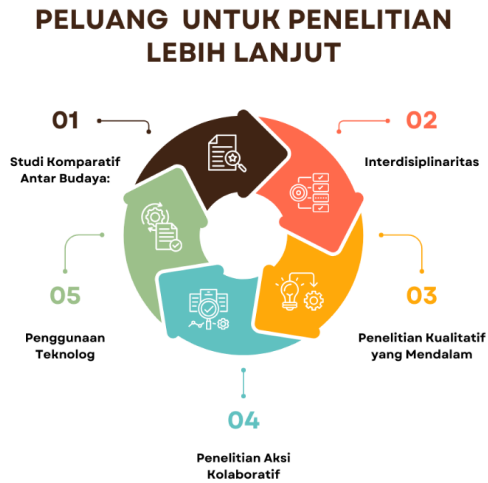 PELUANG UNTUK PENELITIAN
LEBIH LANJUT
01
Studi Komparatif
Antar Budaya:
02
Interdisiplinaritas
03
Penelitian Kualitatif
yang Mendalam
04
Penelitian Aksi
Kolaboratif
05
Penggunaan
Teknolog